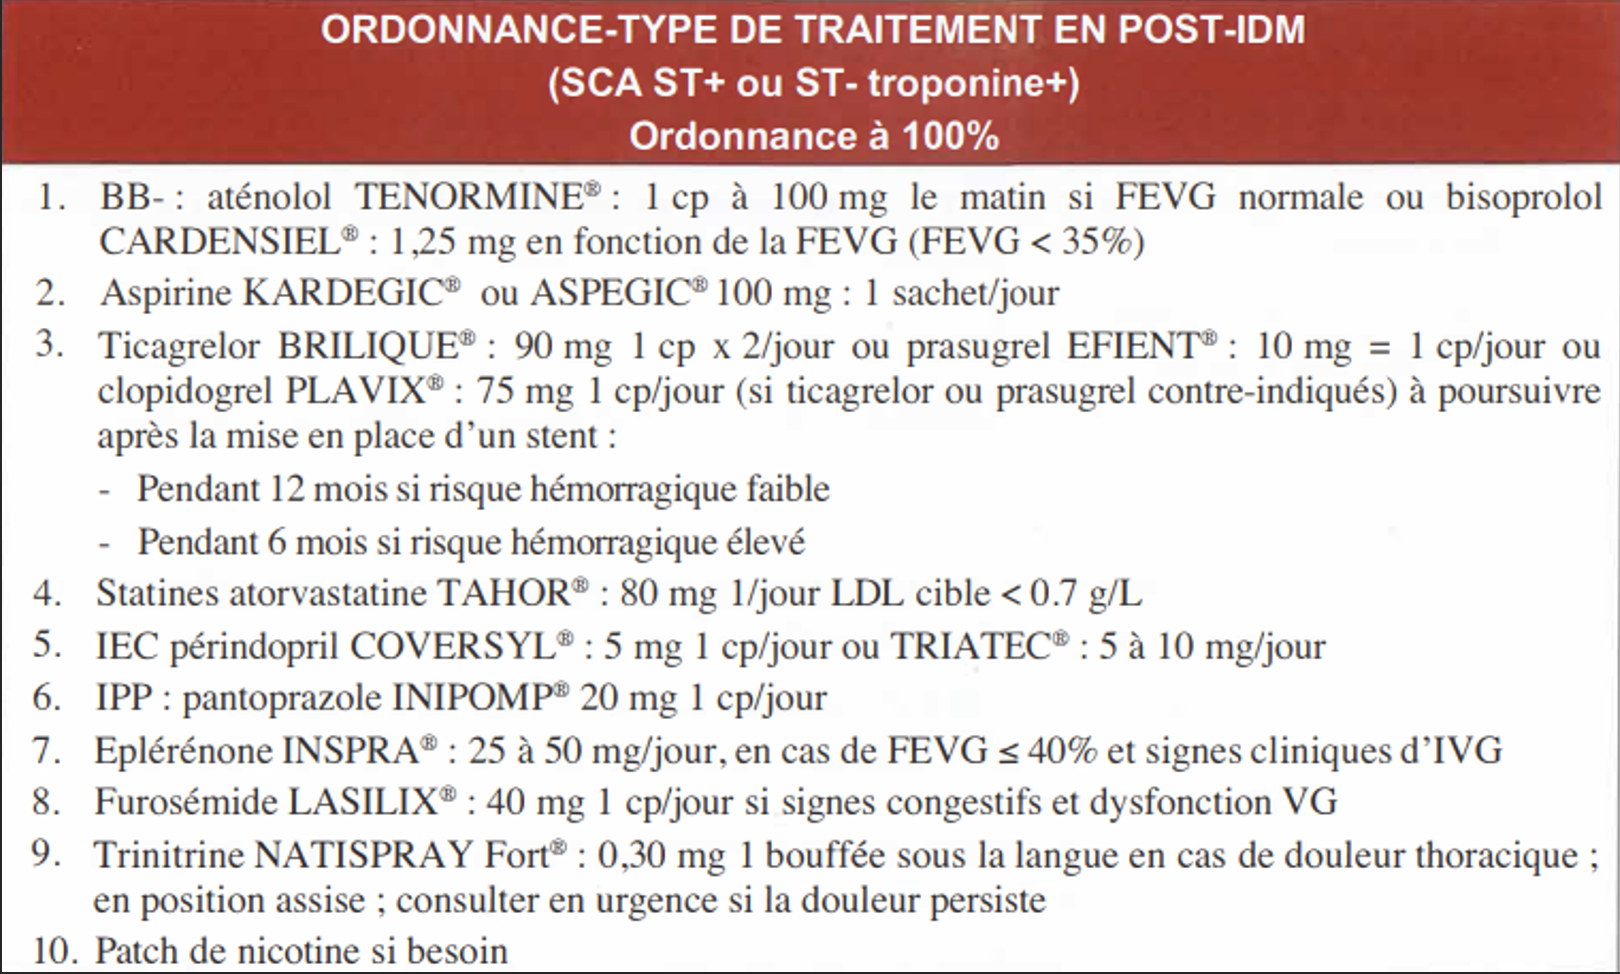 ORDONNANCE-TYPE DE TRAITEMENT EN POST-IDM
(SCA ST+ ou ST- troponine+)
Ordonnance à 100%
1. BB- : aténolol TENORMINE® : 1 cp à 100 mg le matin si FEVG normale ou bisoprolol
CARDENSIEL® : 1,25 mg en fonction de la FEVG (FEVG < 35%)
2. Aspirine KARDEGIC® ou ASPEGIC® 100 mg : 1 sachet/jour
3. Ticagrelor BRILIQUE® : 90 mg 1 cp x 2/jour ou prasugrel EFIENT® : 10 mg = 1 cp/jour ou
clopidogrel PLAVIX® : 75 mg 1 cp/jour (si ticagrelor ou prasugrel contre-indiqués) à poursuivre
après la mise en place d'un stent :
- Pendant 12 mois si risque hémorragique faible
- Pendant 6 mois si risque hémorragique élevé
4. Statines atorvastatine TAHOR® : 80 mg 1/jour LDL cible < 0.7 g/L
5. IEC périndopril COVERSYL® : 5 mg 1 cp/jour ou TRIATEC® : 5 à 10 mg/jour
6. IPP : pantoprazole INIPOMP® 20 mg 1 cp/jour
7. Eplérénone INSPRA® : 25 à 50 mg/jour, en cas de FEVG ≤ 40% et signes cliniques d'IVG
8. Furosémide LASILIX® : 40 mg 1 cp/jour si signes congestifs et dysfonction VG
9. Trinitrine NATISPRAY Fort® : 0,30 mg 1 bouffée sous la langue en cas de douleur thoracique ;
en position assise ; consulter en urgence si la douleur persiste
10. Patch de nicotine si besoin